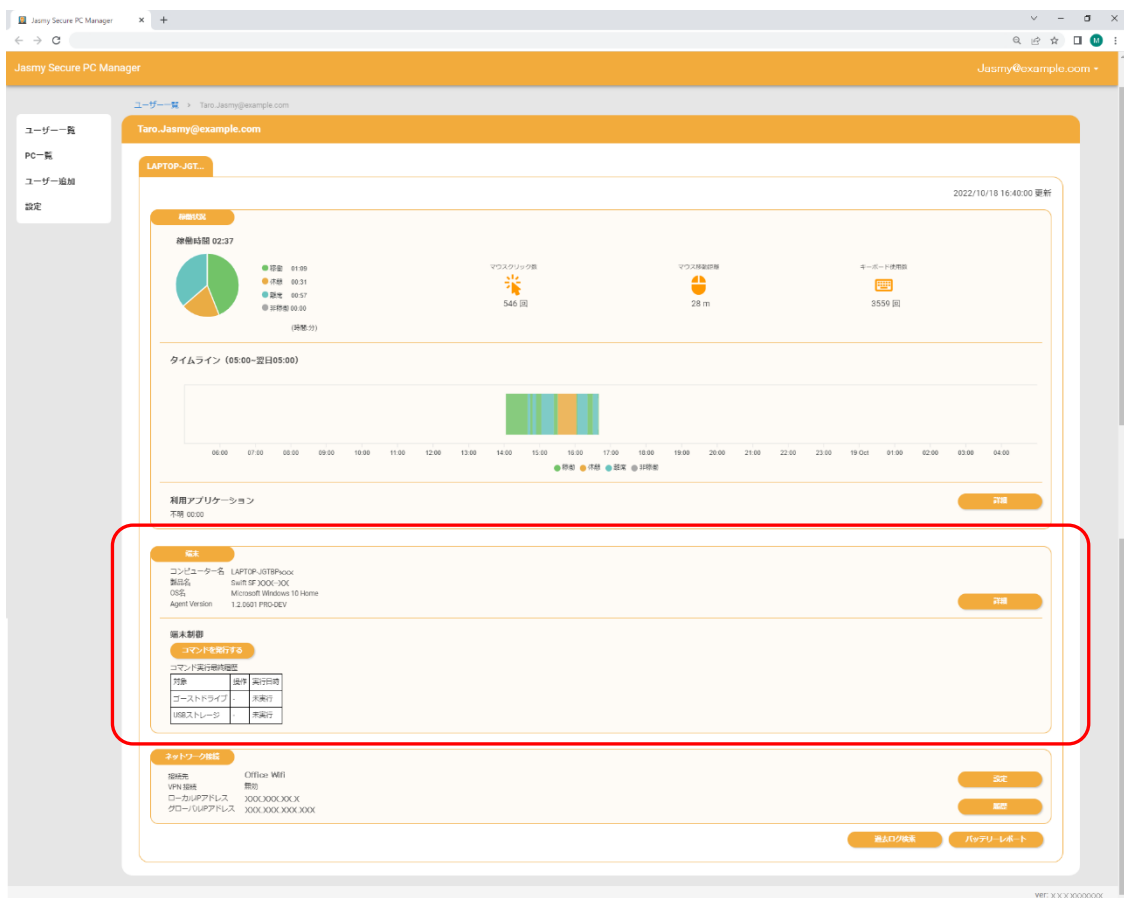 Jasmy Secure PC Manager
Jasmy Secure PC Manager
Jasmy@example.com
ユーザー一覧
PC一覧
ユーザー追加
設定
ユーザー一覧 > Taro.Jasmy@example.com
Taro.Jasmy@example.com
LAPTOP-JGT...
2022/10/18 16:40:00 更新
稼働状況
稼働時間 02:37
稼働 01:09
休憩 00:31
離席 00:57
非稼働 00:00
(時間:分)
マウスクリック数
546 回
マウス移動距離
28 m
キーボード使用数
3559 回
タイムライン（05:00~翌日05:00）
06:00 07:00 08:00 09:00 10:00 11:00 12:00 13:00 14:00 15:00 16:00 17:00 18:00 19:00 20:00 21:00 22:00 23:00 19 Oct 01:00 02:00 03:00 04:00
稼働 休憩 離席 非稼働
利用アプリケーション
不明 00:00
詳細
端末
コンピューター名 LAPTOP-JGTBPxxxx
製品名 Swift SF XXX-XX
OS名 Microsoft Windows 10 Home
Agent Version 1.2.0601 PRO-DEV
詳細
端末制御
コマンドを発行する
コマンド実行最終履歴
対象 操作 実行日時
ゴーストドライブ - 未実行
USBストレージ - 未実行
ネットワーク接続
接続先 Office Wifi
VPN 接続 無効
ローカルIPアドレス XXX.XXX.XX.X
グローバルIPアドレス XXX.XXX.XXX.XXX
設定
履歴
過去ログ検索
バッテリーレポート